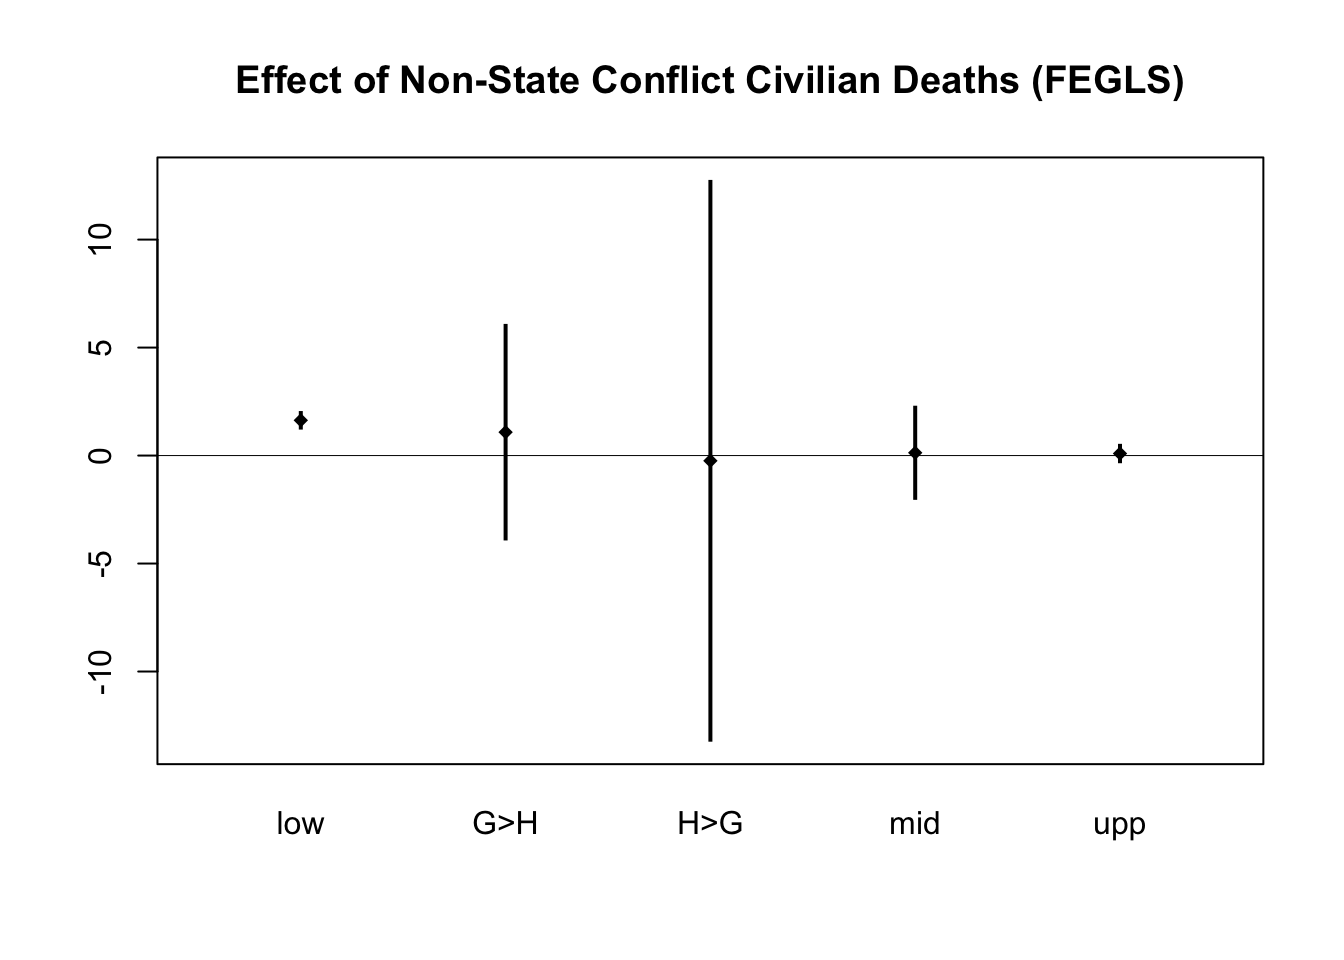 Effect of Non-State Conflict Civilian Deaths (FEGLS)
10
5
0
-5
-10
low G>H H>G mid upp